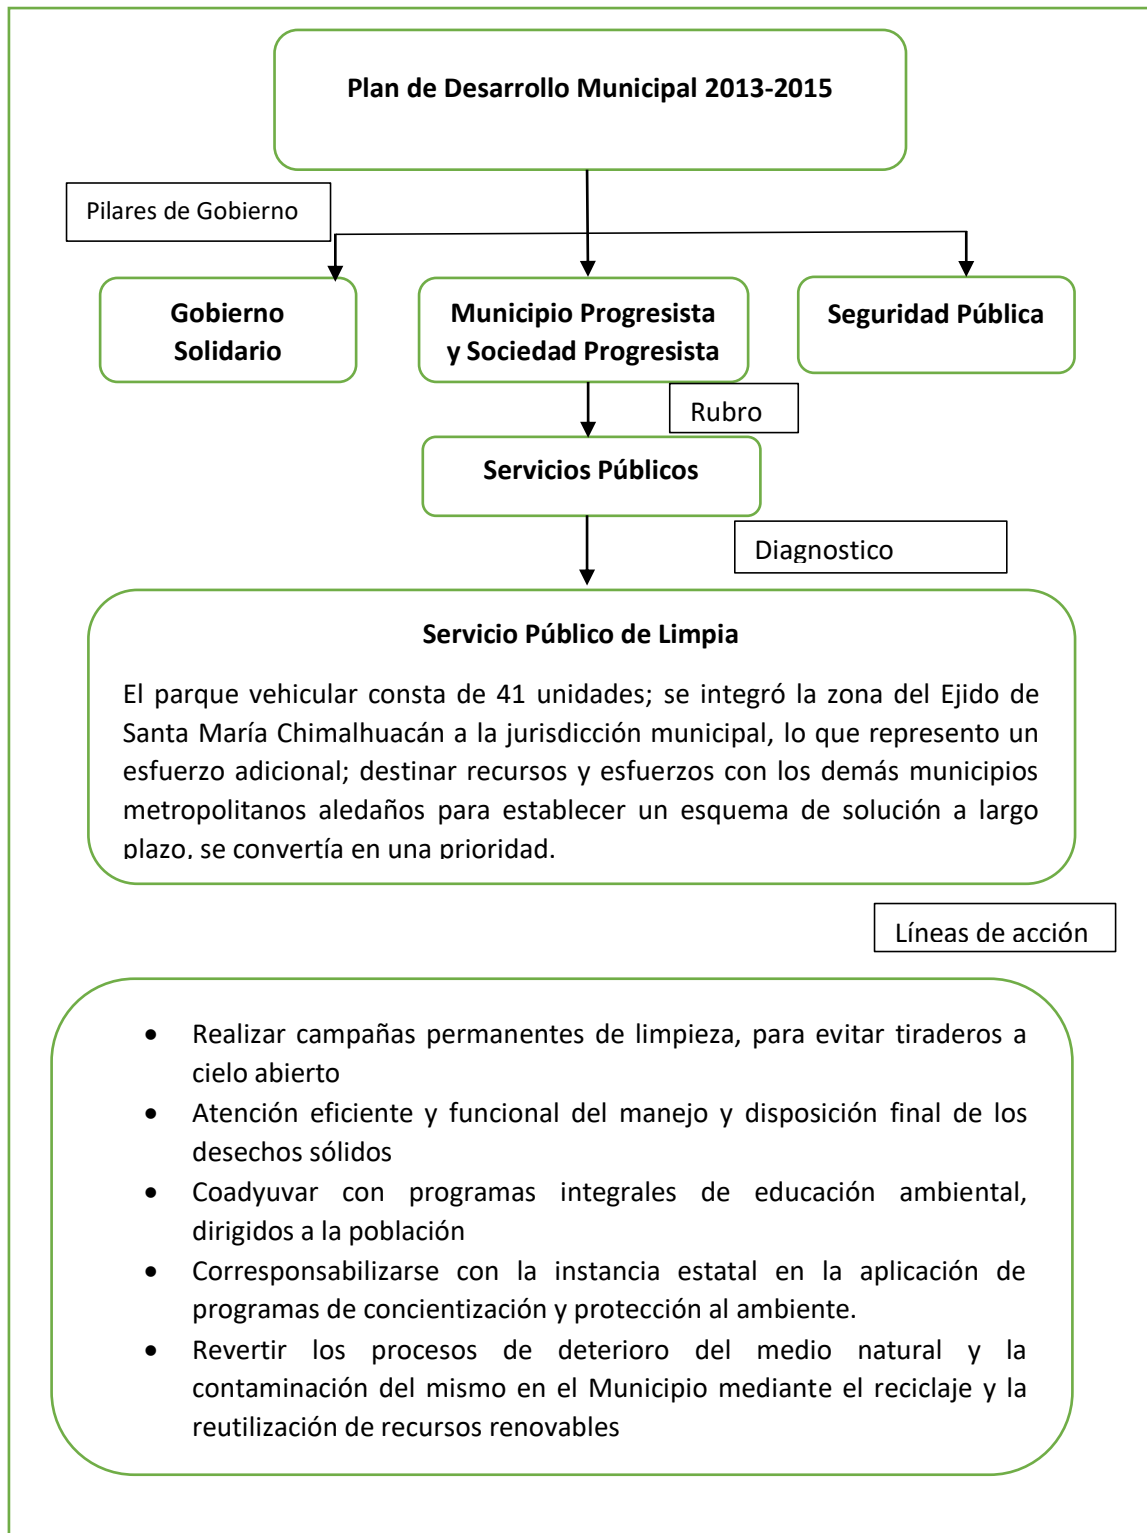 Plan de Desarrollo Municipal 2013-2015
Pilares de Gobierno
Gobierno
Solidario
Municipio Progresista
y Sociedad Progresista
Seguridad Pública
Rubro
Servicios Públicos
Diagnostico
Servicio Público de Limpia
El parque vehicular consta de 41 unidades; se integró la zona del Ejido de
Santa María Chimalhuacán a la jurisdicción municipal, lo que represento un
esfuerzo adicional; destinar recursos y esfuerzos con los demás municipios
metropolitanos aledaños para establecer un esquema de solución a largo
plazo, se convertía en una prioridad.
Líneas de acción
• Realizar campañas permanentes de limpieza, para evitar tiraderos a
cielo abierto
• Atención eficiente y funcional del manejo y disposición final de los
desechos sólidos
• Coadyuvar con programas integrales de educación ambiental,
dirigidos a la población
• Corresponsabilizarse con la instancia estatal en la aplicación de
programas de concientización y protección al ambiente.
• Revertir los procesos de deterioro del medio natural y la
contaminación del mismo en el Municipio mediante el reciclaje y la
reutilización de recursos renovables